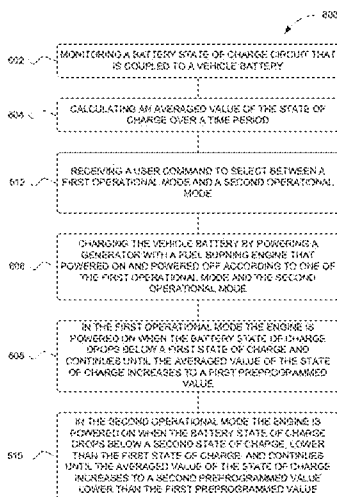 600
602
MONITORING A BATTERY STATE OF CHARGE CIRCUIT THAT
IS COUPLED TO A VEHICLE BATTERY
604
CALCULATING AN AVERAGED VALUE OF THE STATE OF
CHARGE OVER A TIME PERIOD
612
RECEIVING A USER COMMAND TO SELECT BETWEEN A
FIRST OPERATIONAL MODE AND A SECOND OPERATIONAL
MODE
606
CHARGING THE VEHICLE BATTERY BY POWERING A
GENERATOR WITH A FUEL BURNING ENGINE THAT
POWERED ON AND POWERED OFF ACCORDING TO ONE OF
THE FIRST OPERATIONAL MODE AND THE SECOND
OPERATIONAL MODE
608
IN THE FIRST OPERATIONAL MODE THE ENGINE IS
POWERED ON WHEN THE BATTERY STATE OF CHARGE
DROPS BELOW A FIRST STATE OF CHARGE AND
CONTINUES UNTIL THE AVERAGED VALUE OF THE STATE
OF CHARGE INCREASES TO A FIRST PREPROGRAMMED
VALUE
610
IN THE SECOND OPERATIONAL MODE THE ENGINE IS
POWERED ON WHEN THE BATTERY STATE OF CHARGE
DROPS BELOW A SECOND STATE OF CHARGE, LOWER
THAN THE FIRST STATE OF CHARGE, AND CONTINUES
UNTIL THE AVERAGED VALUE OF THE STATE OF CHARGE
INCREASES TO A SECOND PREPROGRAMMED VALUE
LOWER THAN THE FIRST PREPROGRAMMED VALUE